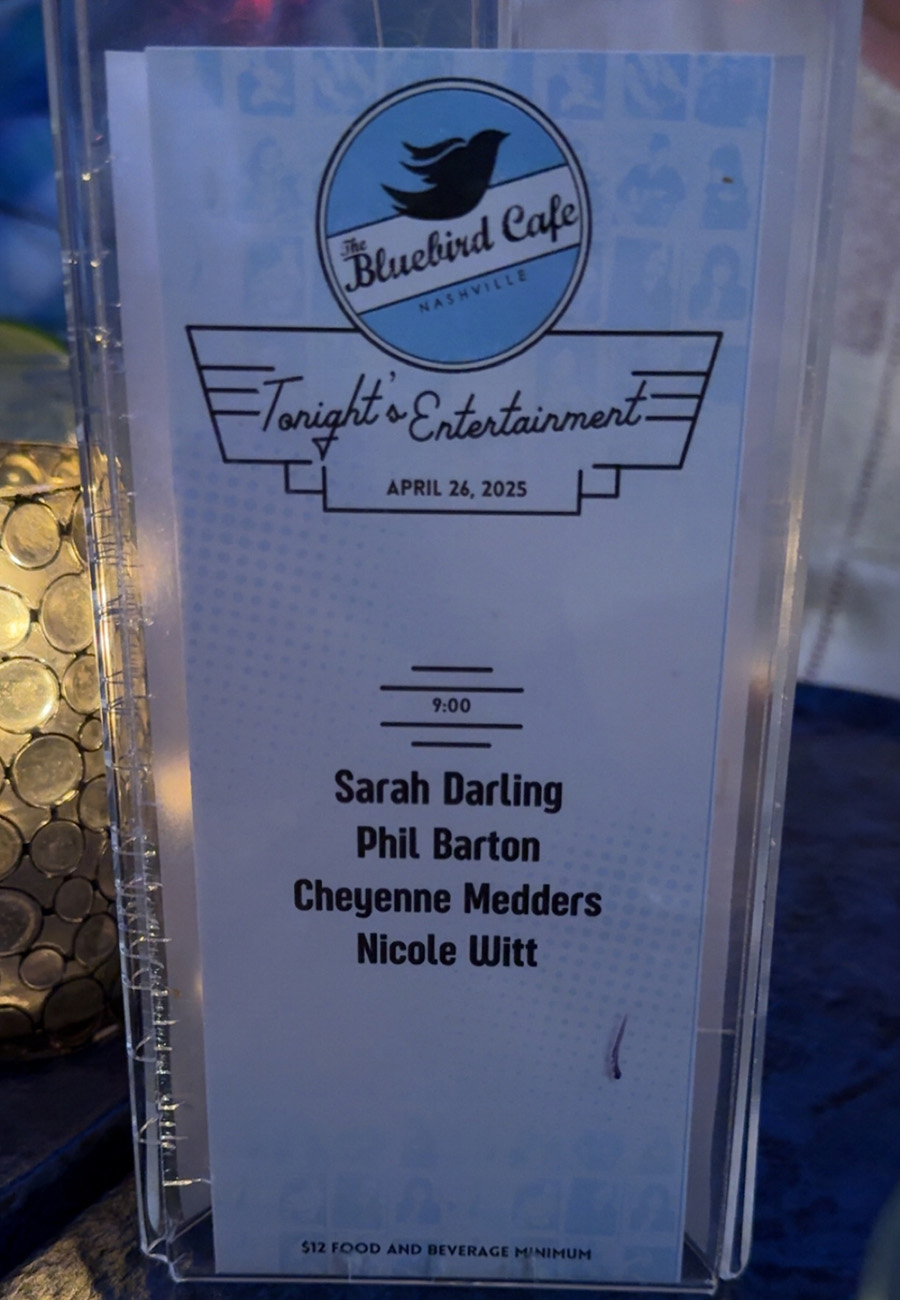 The
Bluebird Cafe
NASHVILLE
Tonight's Entertainment
APRIL 26, 2025
9:00
Sarah Darling
Phil Barton
Cheyenne Medders
Nicole Witt
$12 FOOD AND BEVERAGE MINIMUM